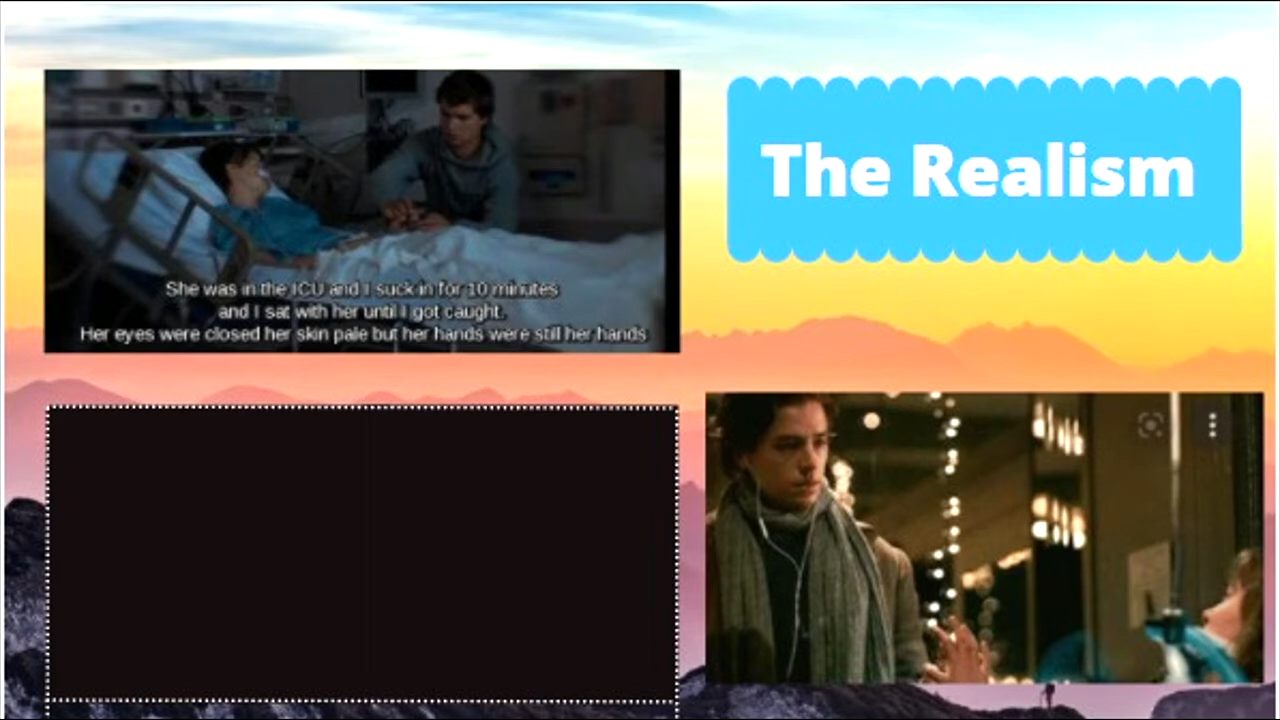 The Realism
She was in the ICU and I suck in for 10 minutes
and I sat with her until I got caught.
Her eyes were closed her skin pale but her hands were still her hands